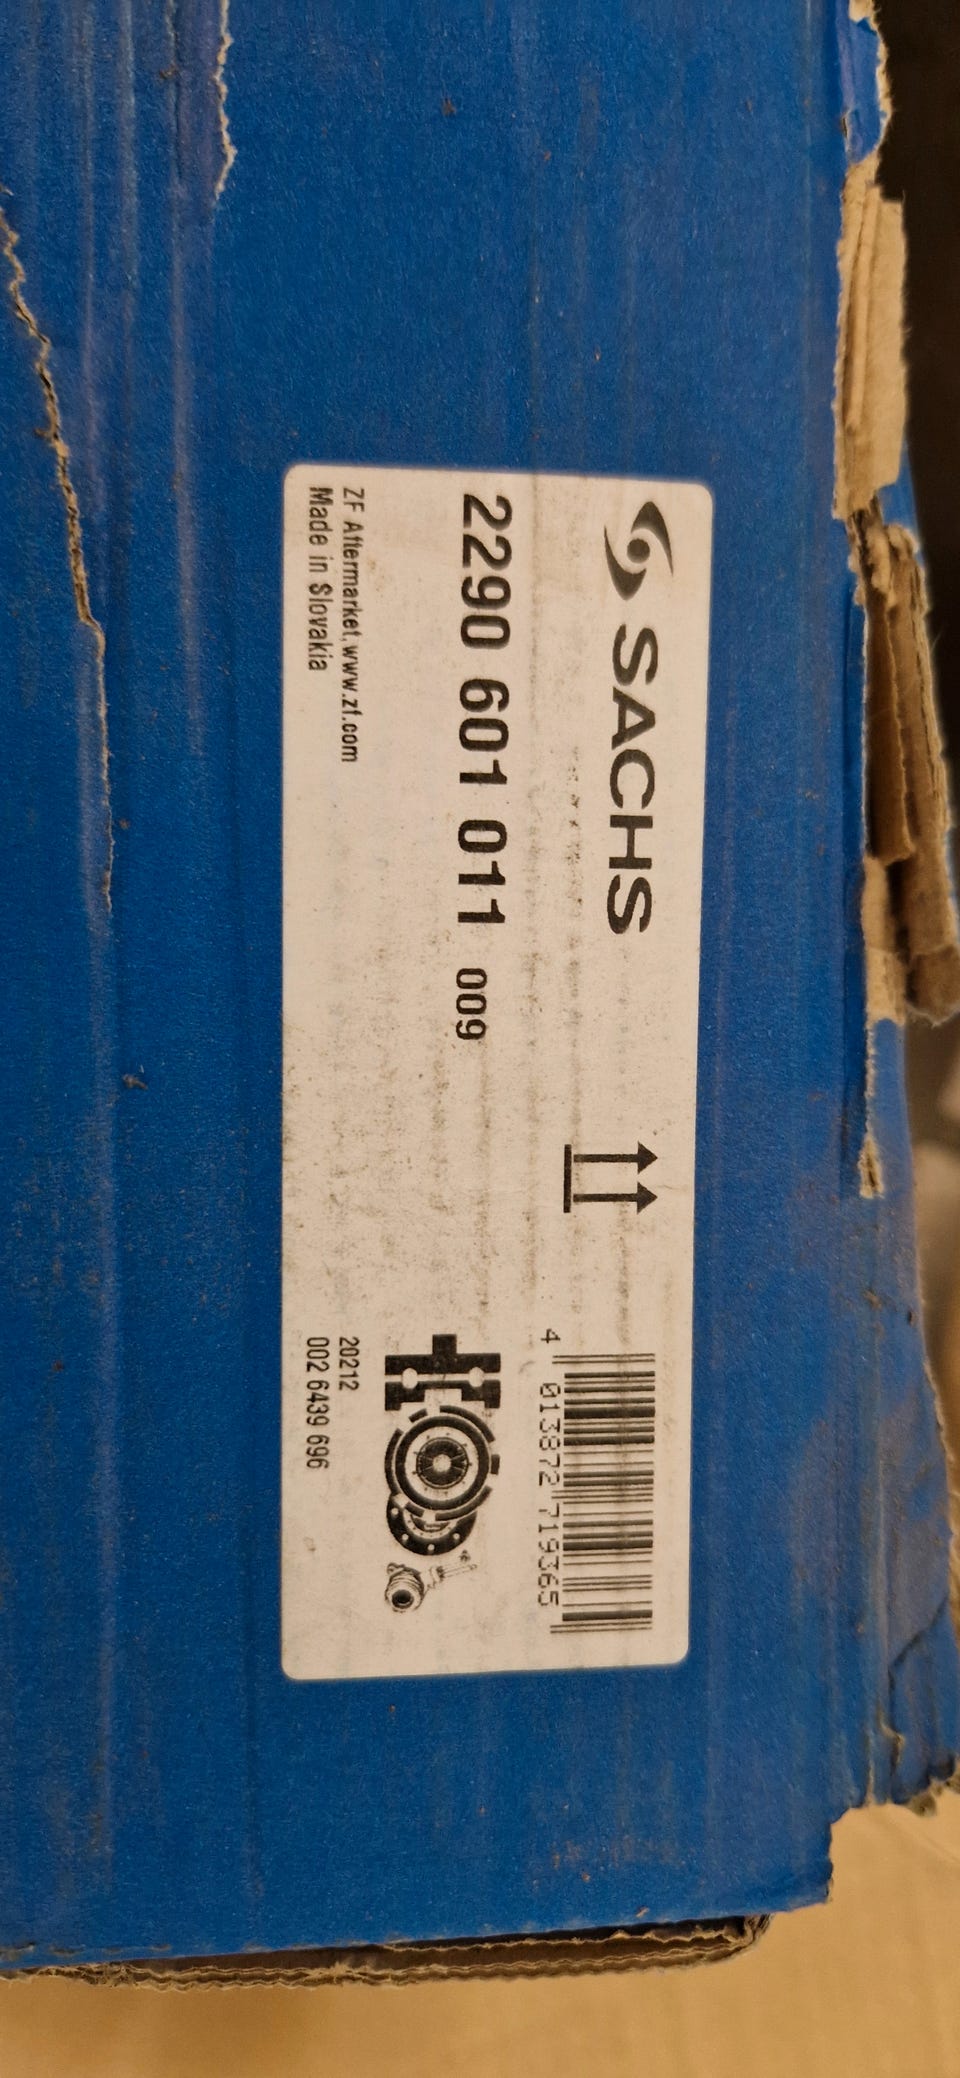 SACHS
4 013872 719365
2290 601 011 009
ZF Aftermarket, www.zf.com
Made in Slovakia
20212
002 6439 696